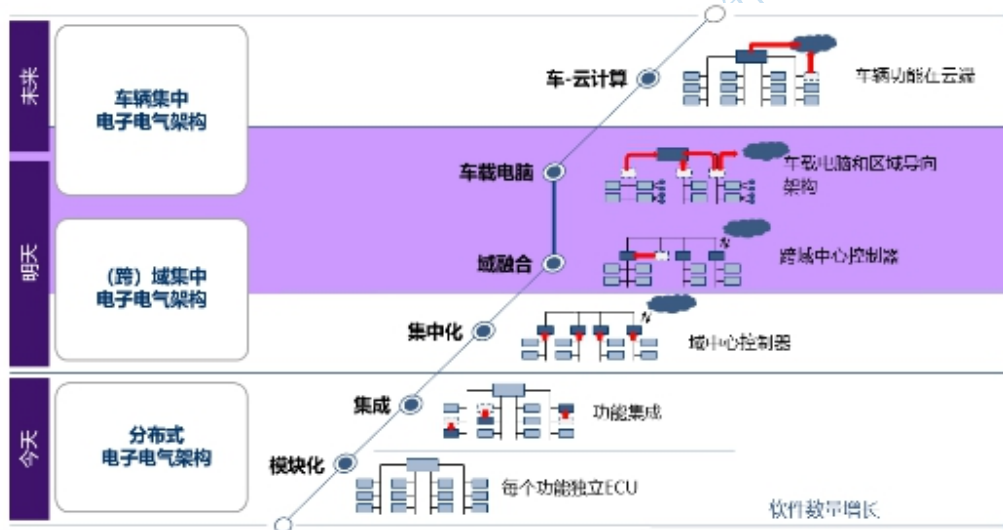 未来
车辆集中
电子电气架构
车-云计算
车辆功能在云端
明天
车载电脑
车载电脑和区域导向
架构
（跨）域集中
电子电气架构
域融合
跨域中心控制器
集中化
域中心控制器
今天
分布式
电子电气架构
集成
功能集成
模块化
每个功能独立ECU
软件数量增长